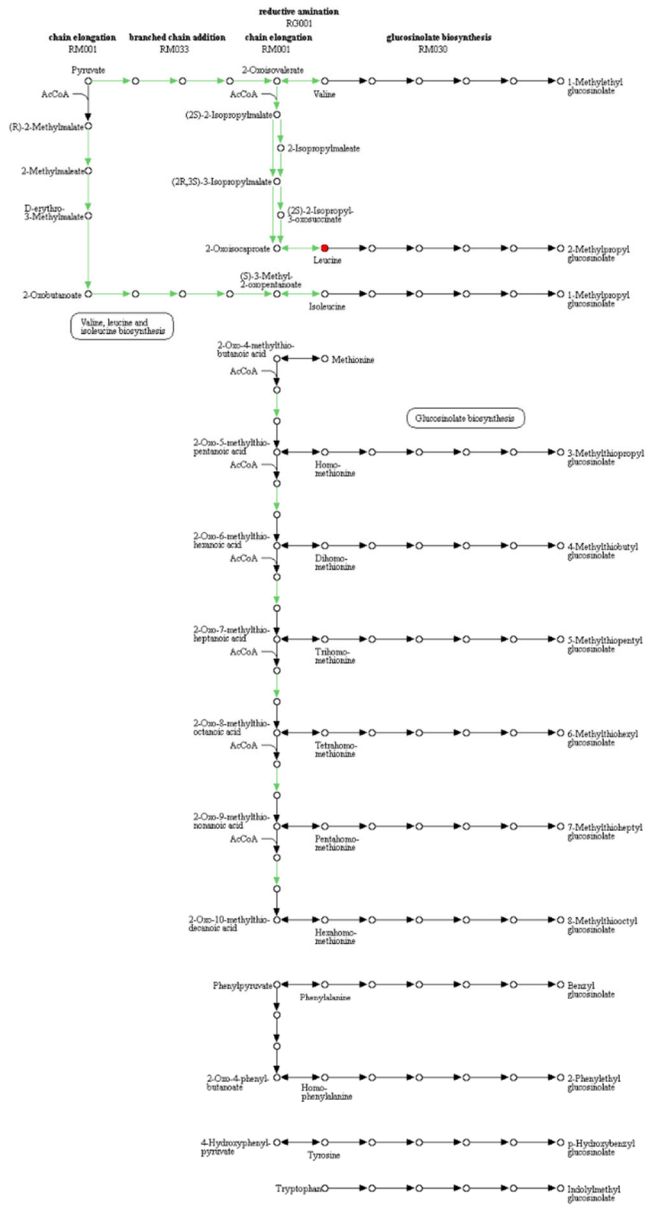 reductive amination
RG001
chain elongation
branched chain addition
chain elongation
glucosinolate biosynthesis
RM001
RM033
RM001
RM030
Pyruvate
2-Oxoisovalerate
1-Methylethyl
glucosinolate
AcCoA
AcCoA
Valine
(R)-2-Methylmalate
(2S)-2-Isopropylmalate
2-Isopropylmaleate
2-Methylmaleate
(2R,3S)-3-Isopropylmalate
D-erythro-
3-Methylmalate
(2S)-2-Isopropyl-
3-oxosuccinate
2-Oxoisocaproate
Leucine
2-Methylpropyl
glucosinolate
2-Oxobutanoate
(S)-3-Methyl-
2-oxopentanoate
Isoleucine
1-Methylpropyl
glucosinolate
Valine, leucine and
isoleucine biosynthesis
2-Oxo-4-methylthio-
butanoic acid
Methionine
AcCoA
Glucosinolate biosynthesis
2-Oxo-5-methylthio-
pentanoic acid
AcCoA
Homo-
methionine
3-Methylthiopropyl
glucosinolate
2-Oxo-6-methylthio-
hexanoic acid
AcCoA
Dihomo-
methionine
4-Methylthiobutyl
glucosinolate
2-Oxo-7-methylthio-
heptanoic acid
AcCoA
Trihomo-
methionine
5-Methylthiopentyl
glucosinolate
2-Oxo-8-methylthio-
octanoic acid
AcCoA
Tetrahomo-
methionine
6-Methylthiohexyl
glucosinolate
2-Oxo-9-methylthio-
nonanoic acid
AcCoA
Pentahomo-
methionine
7-Methylthioheptyl
glucosinolate
2-Oxo-10-methylthio-
decanoic acid
Hexahomo-
methionine
8-Methylthiooctyl
glucosinolate
Phenylpyruvate
Phenylalanine
Benzyl
glucosinolate
2-Oxo-4-phenyl-
butanoate
Homo-
phenylalanine
2-Phenylethyl
glucosinolate
4-Hydroxyphenyl-
pyruvate
Tyrosine
p-Hydroxybenzyl
glucosinolate
Tryptophan
Indolylmethyl
glucosinolate